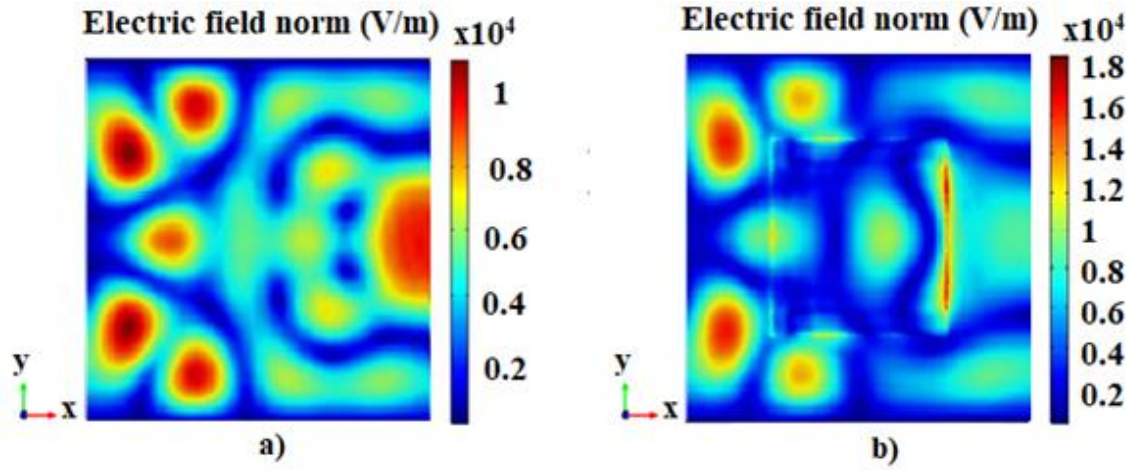 Electric field norm (V/m)
x10⁴
1
0.8
0.6
0.4
0.2
y
x
a)
Electric field norm (V/m)
x10⁴
1.8
1.6
1.4
1.2
1
0.8
0.6
0.4
0.2
y
x
b)